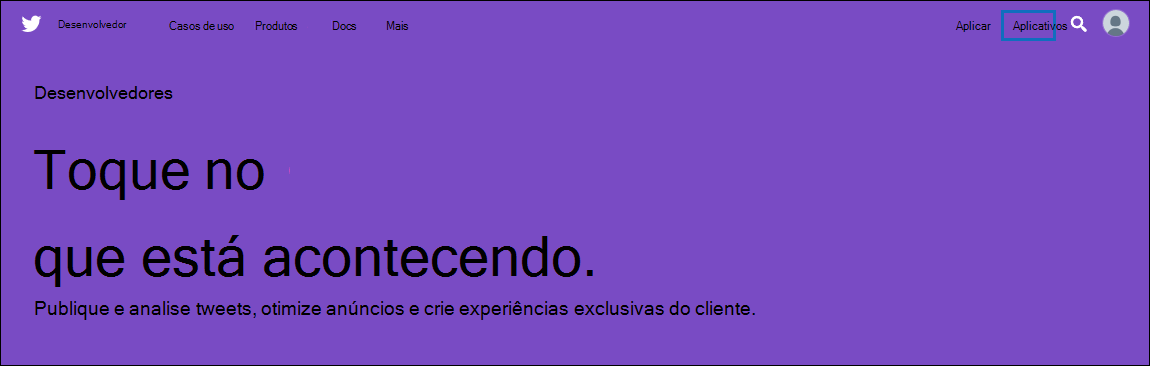 Desenvolvedor Casos de uso Produtos Docs Mais Aplicar Aplicativos
Desenvolvedores
Toque no
que está acontecendo.
Publique e analise tweets, otimize anúncios e crie experiências exclusivas do cliente.